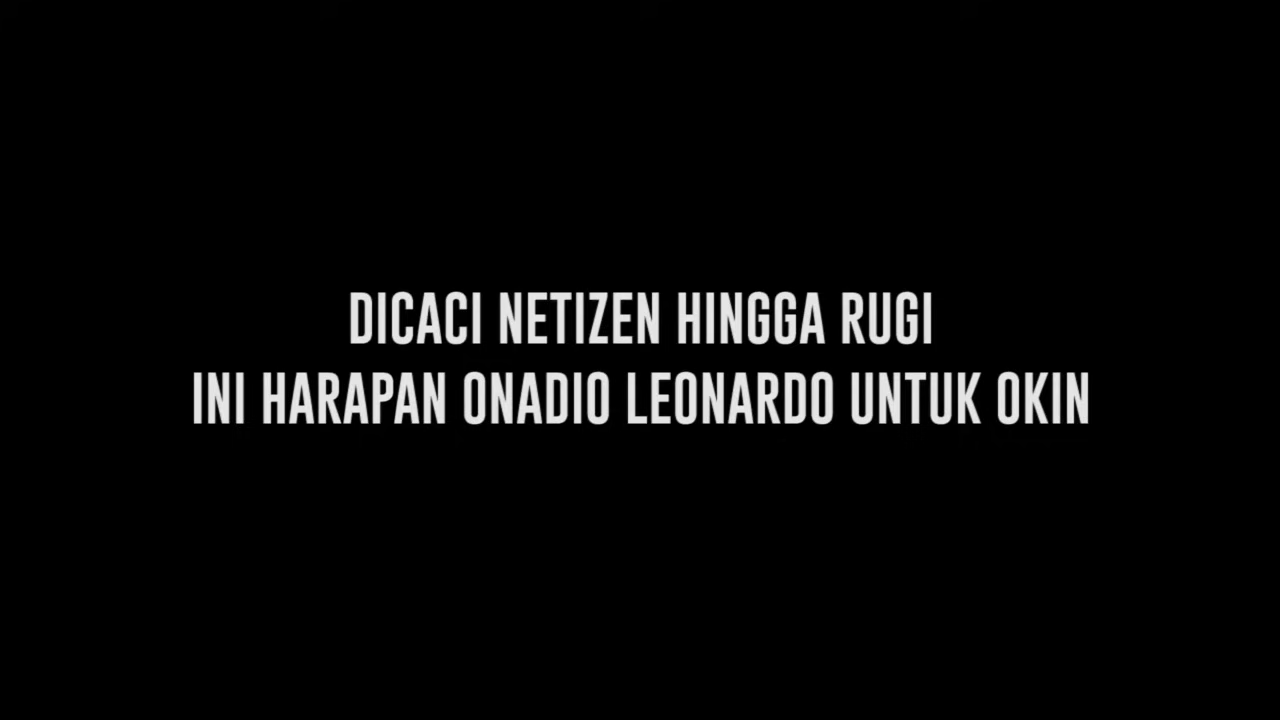 DICACI NETIZEN HINGGA RUGI
INI HARAPAN ONADIO LEONARDO UNTUK OKIN